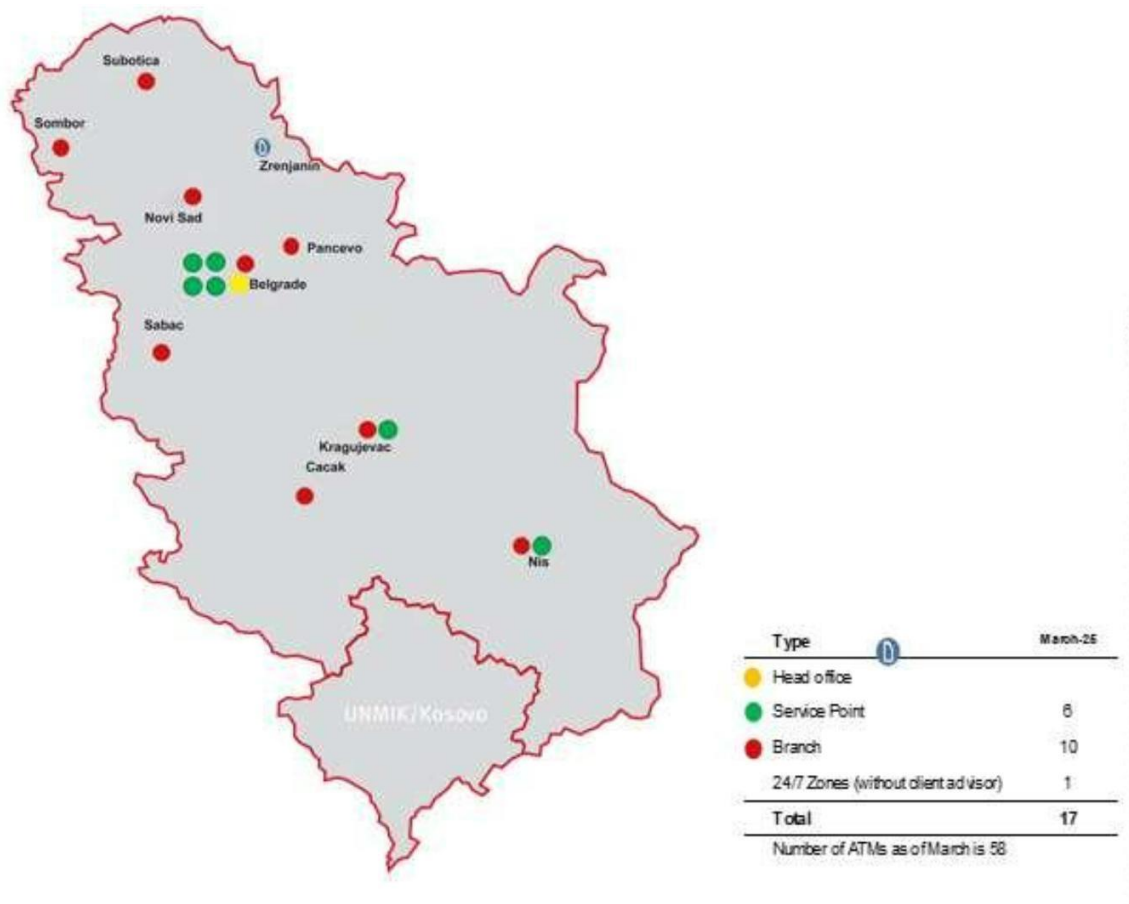 Subotica
Sombor
Zrenjanin
Novi Sad
Pancevo
Belgrade
Sabac
Kragujevac
Cacak
Nis
UNMIK/Kosovo
Type March-25
Head office
Service Point 6
Branch 10
24/7 Zones (without client advisor) 1
Total 17
Number of ATMs as of March is 58